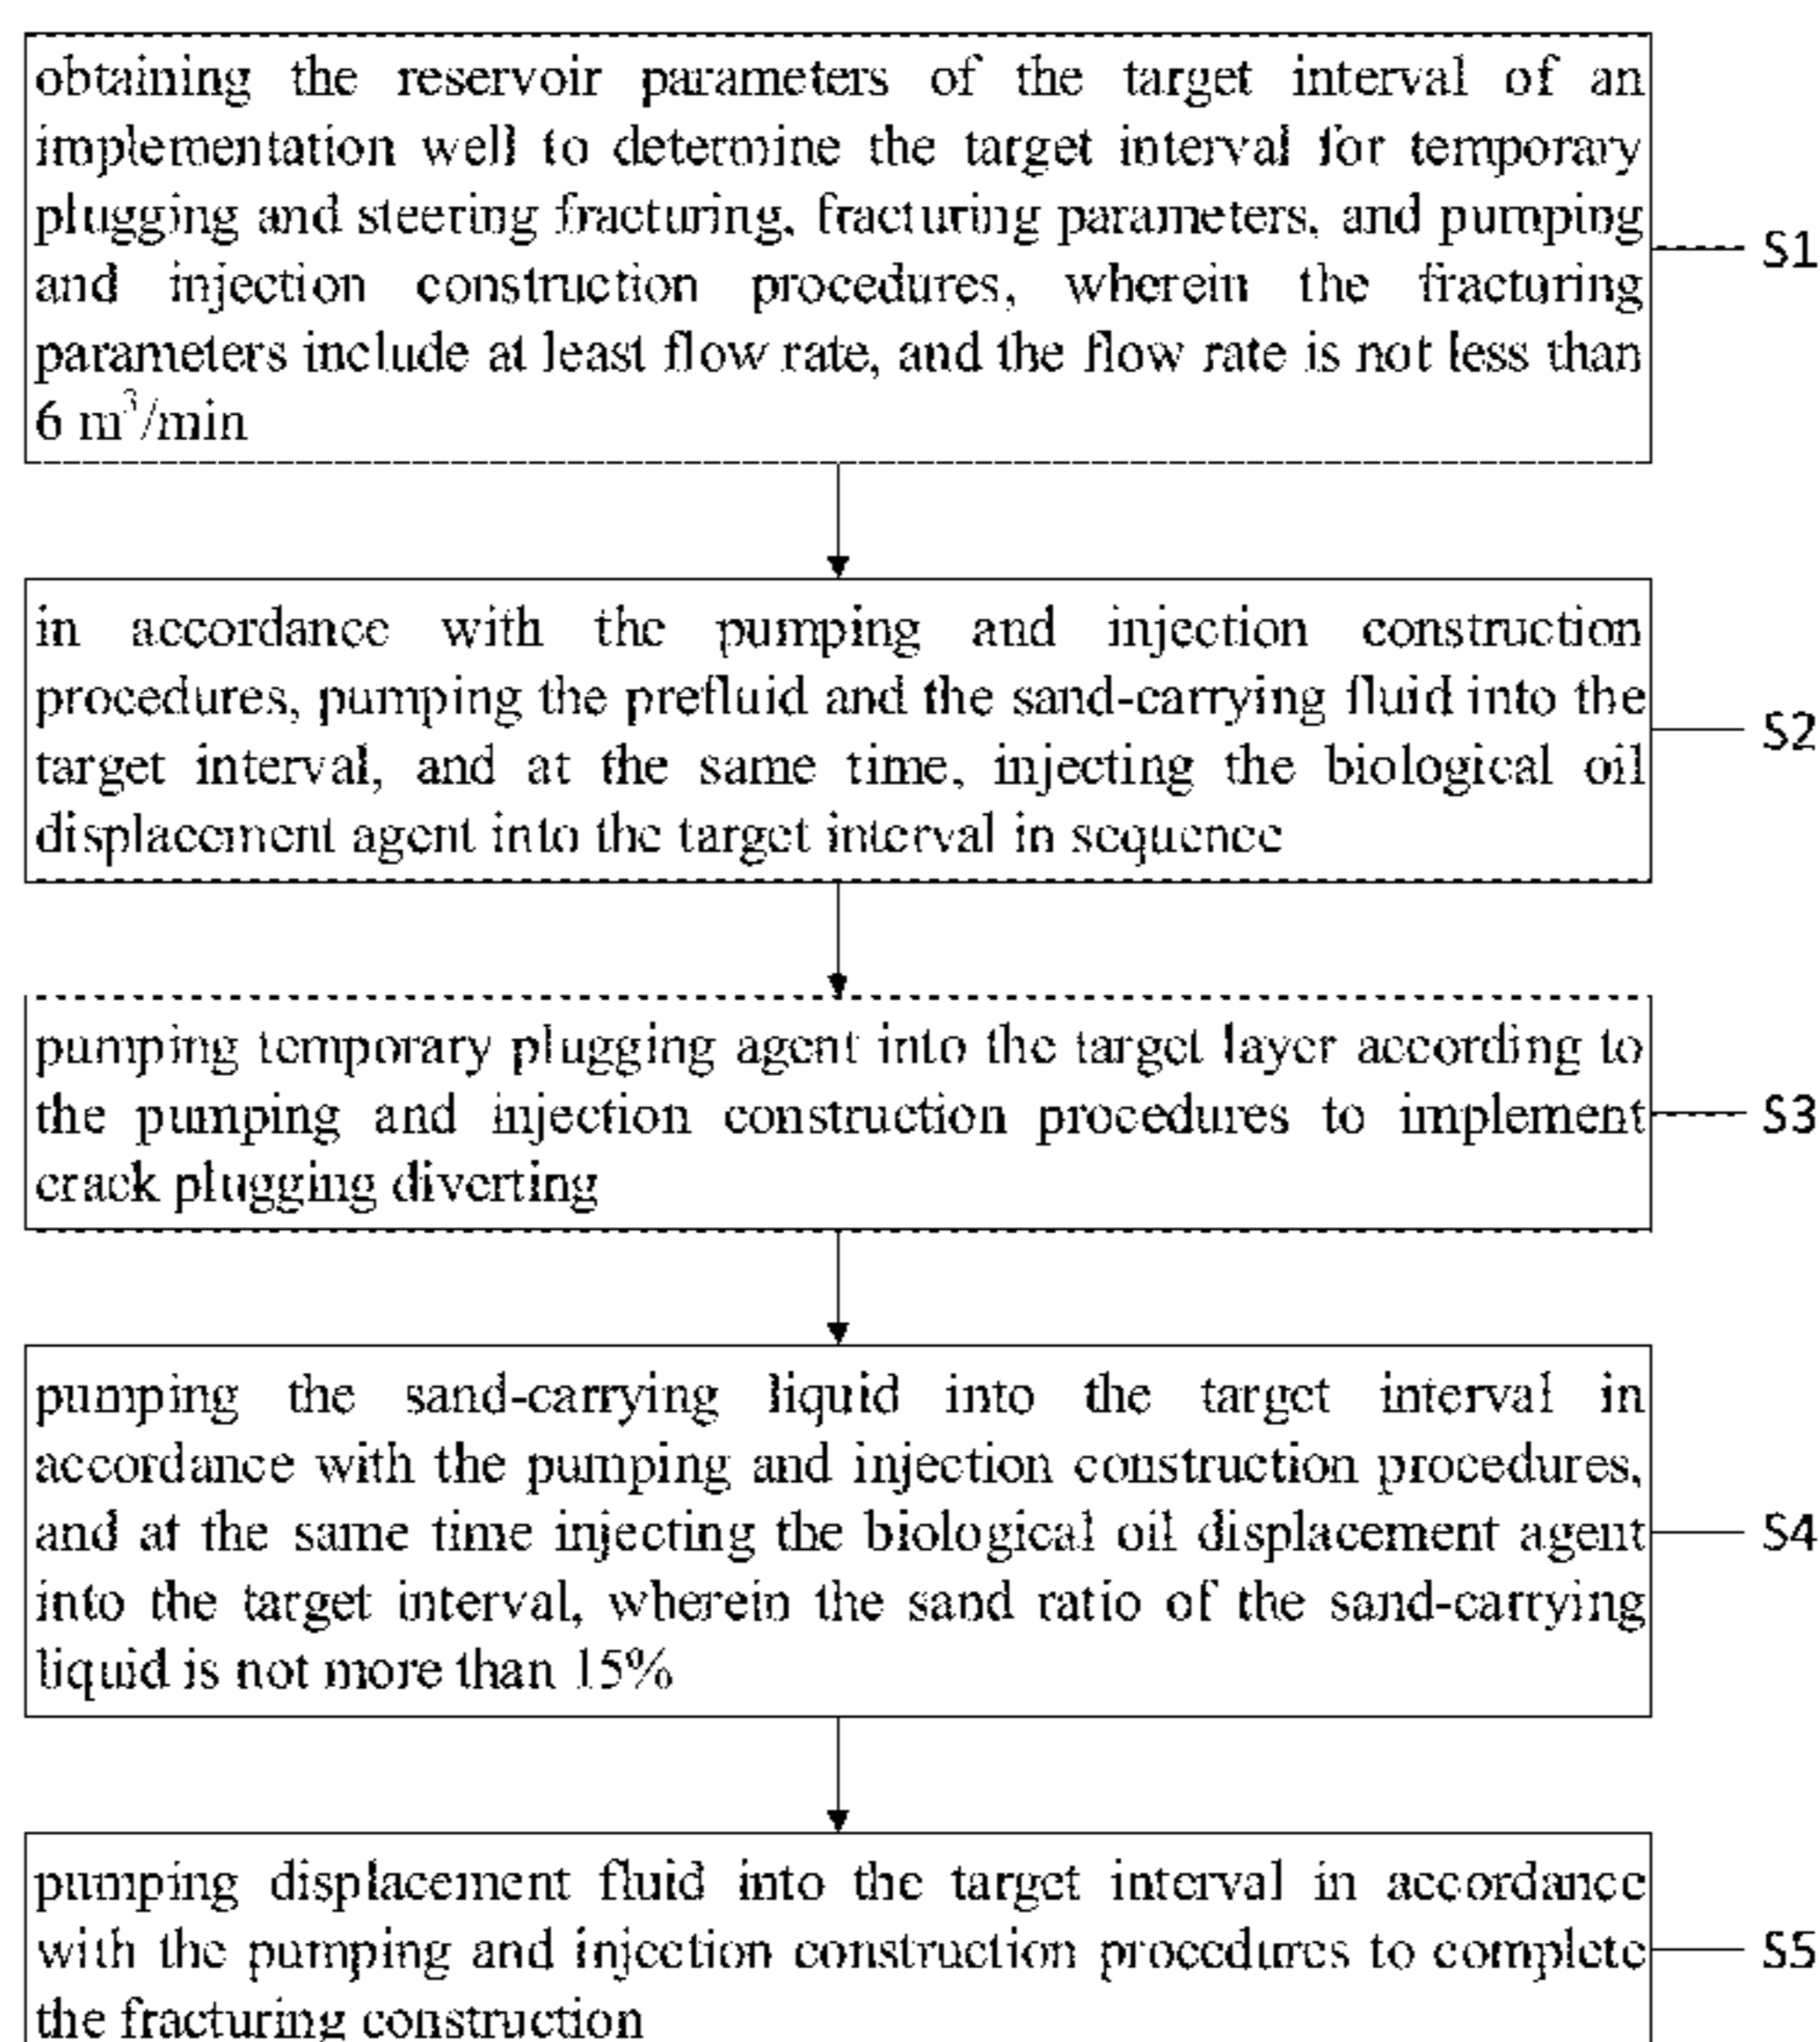 obtaining the reservoir parameters of the target interval of an
implementation well to determine the target interval for temporary
plugging and steering fracturing, fracturing parameters, and pumping
and injection construction procedures, wherein the fracturing
parameters include at least flow rate, and the flow rate is not less than
6 m³/min
S1
in accordance with the pumping and injection construction
procedures, pumping the prefluid and the sand-carrying fluid into the
target interval, and at the same time, injecting the biological oil
displacement agent into the target interval in sequence
S2
pumping temporary plugging agent into the target layer according to
the pumping and injection construction procedures to implement
crack plugging diverting
S3
pumping the sand-carrying liquid into the target interval in
accordance with the pumping and injection construction procedures,
and at the same time injecting the biological oil displacement agent
into the target interval, wherein the sand ratio of the sand-carrying
liquid is not more than 15%
S4
pumping displacement fluid into the target interval in accordance
with the pumping and injection construction procedures to complete
the fracturing construction
S5